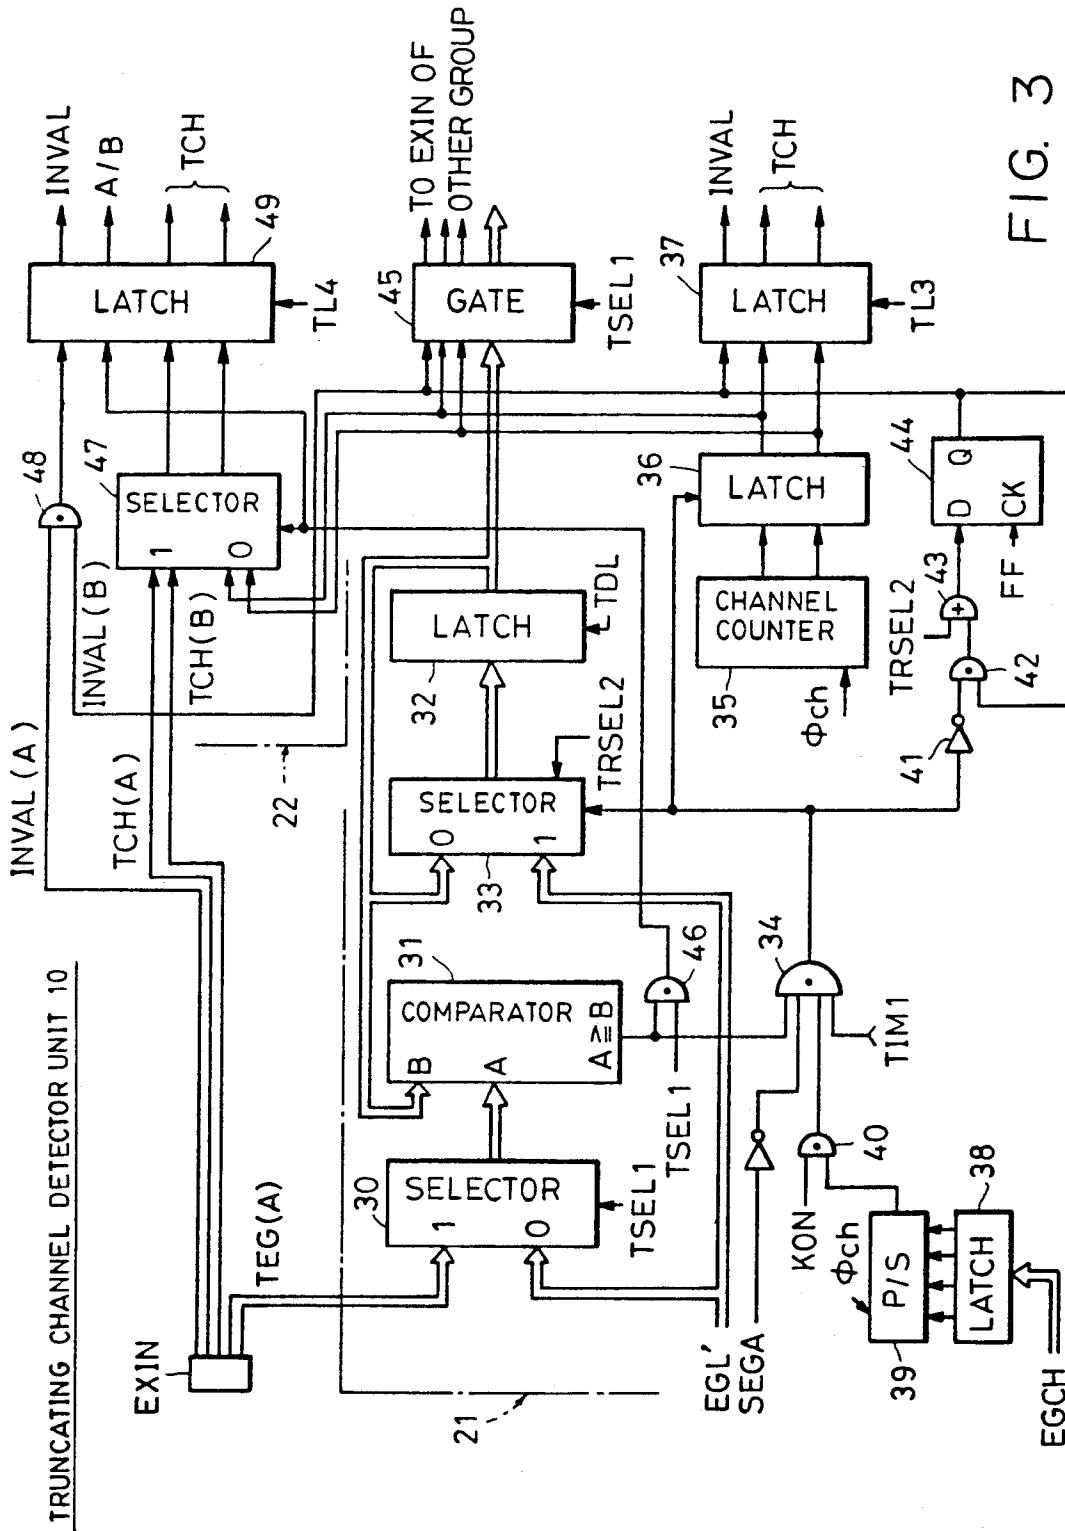 TRUNCATING CHANNEL DETECTOR UNIT 10
EXIN
INVAL(A)
TCH(A)
INVAL(B)
TCH(B)
TEG(A)
48
47
SELECTOR
1
0
LATCH
49
TL4
INVAL
A/B
TCH
22
21
30
SELECTOR
1
0
TSEL1
31
COMPARATOR
B
A
A≧B
46
TSEL1
33
SELECTOR
0
1
TRSEL2
32
LATCH
TDL
45
GATE
TSEL1
TO EXIN OF
OTHER GROUP
EGL'
SEGA
34
TIM1
KON
40
Φch
39
P/S
38
LATCH
EGCH
35
CHANNEL
COUNTER
Φch
36
LATCH
37
LATCH
TL3
INVAL
TCH
41
42
TRSEL2
43
FF
44
D
Q
CK
FIG. 3